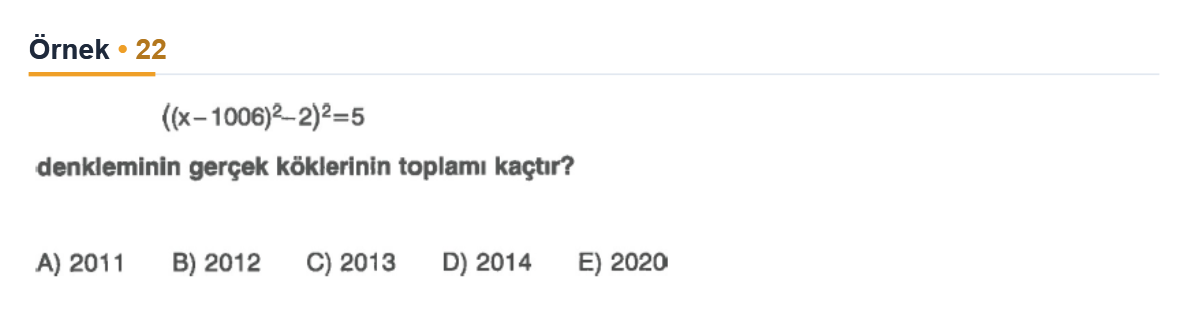 Örnek • 22
((x – 1006)² – 2)² = 5
denkleminin gerçek köklerinin toplamı kaçtır?
A) 2011 B) 2012 C) 2013 D) 2014 E) 2020